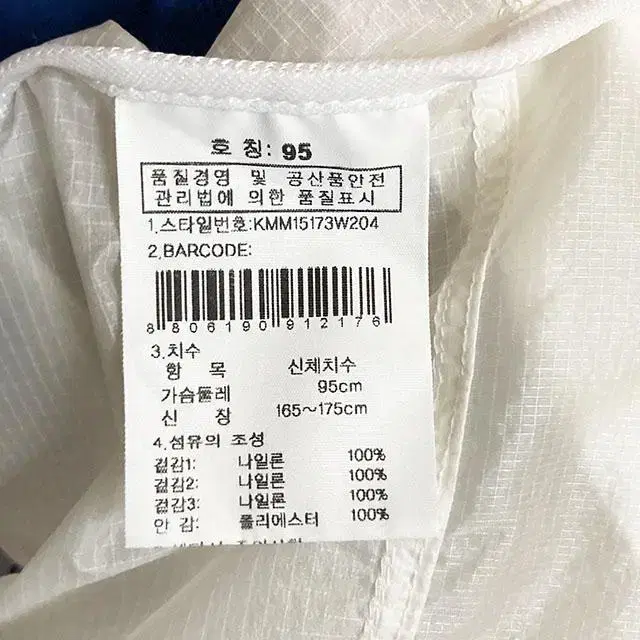 호 칭: 95
품질경영 및 공산품안전
관리법에 의한 품질표시
1.스타일번호:KMM15173W204
2.BARCODE:
8 806190 912176
3.치수
항 목 신체치수
가슴둘레 95cm
신 장 165~175cm
4.섬유의 조성
겉감1: 나일론 100%
겉감2: 나일론 100%
겉감3: 나일론 100%
안 감: 폴리에스터 100%